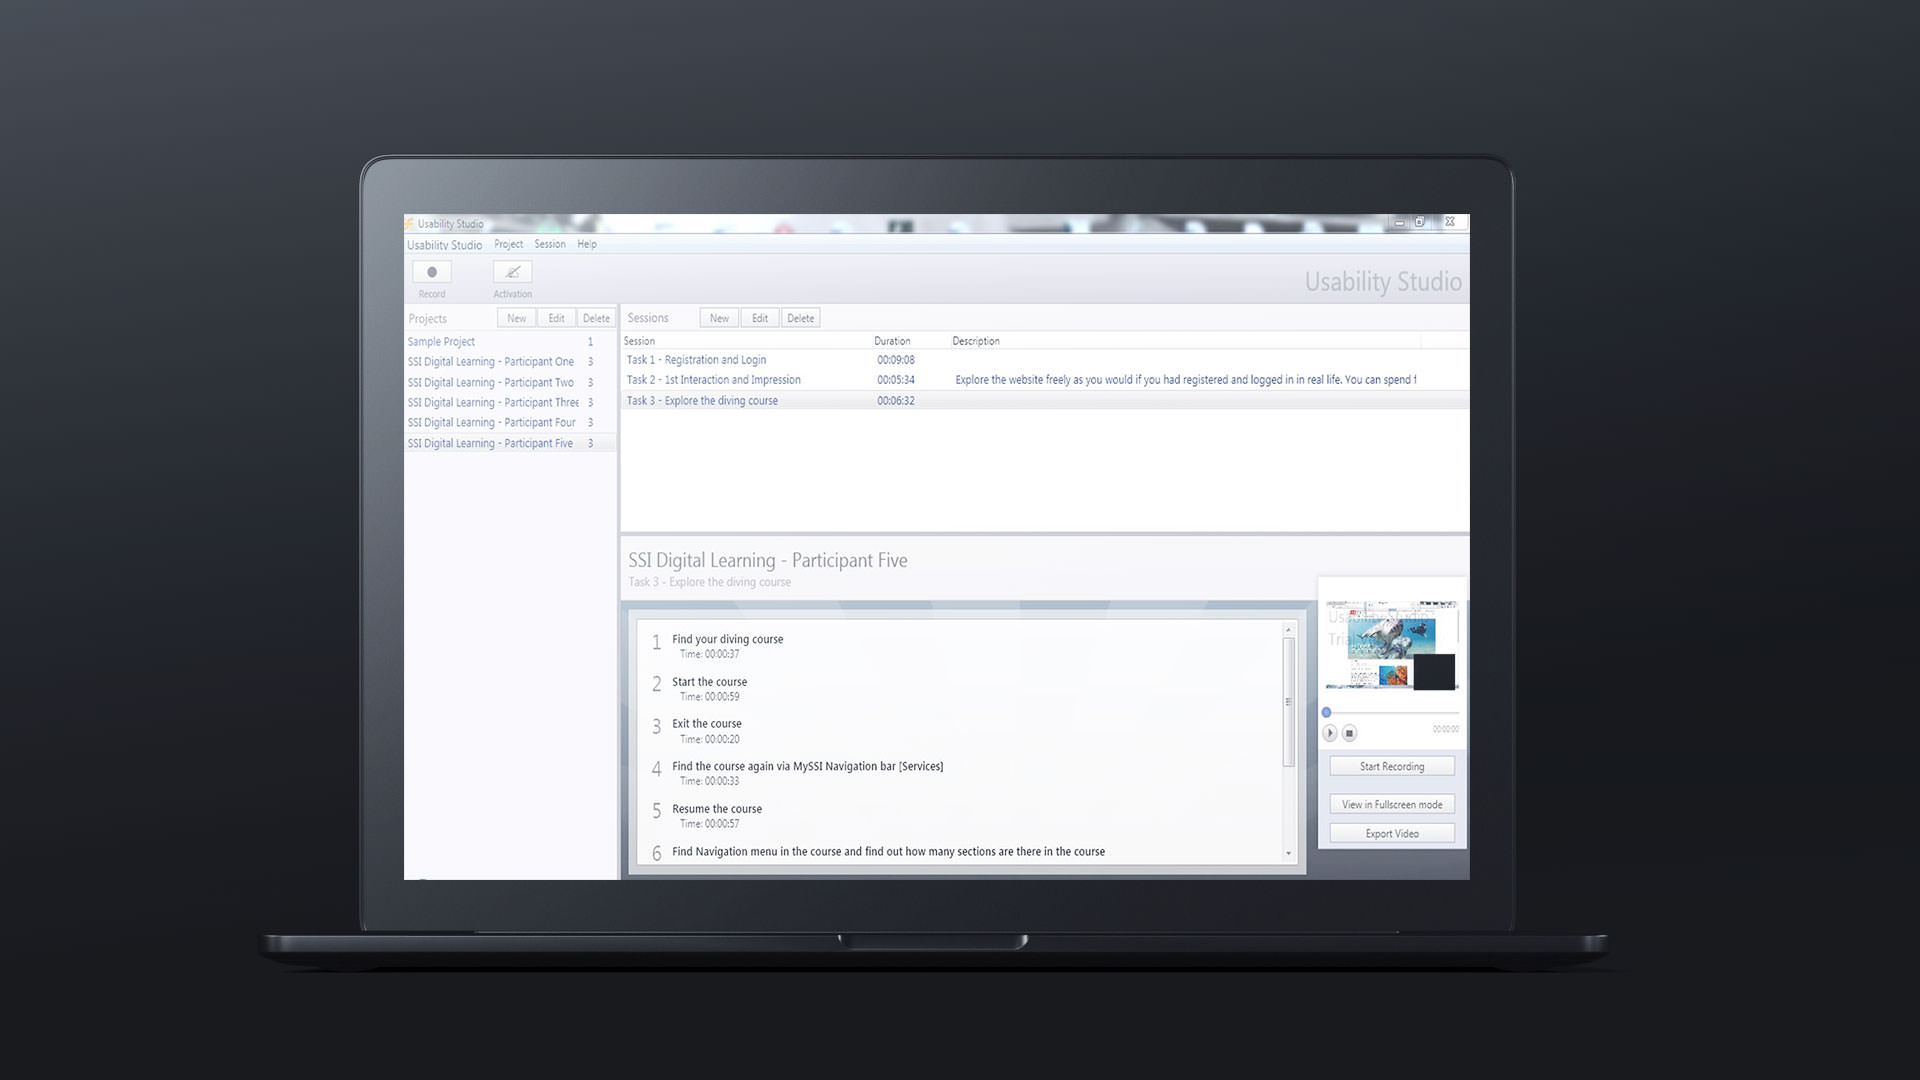 Usability Studio
Usability Studio Project Session Help
Record Activation
Usability Studio
Projects New Edit Delete
Sample Project 1
SSI Digital Learning - Participant One 3
SSI Digital Learning - Participant Two 3
SSI Digital Learning - Participant Three 3
SSI Digital Learning - Participant Four 3
SSI Digital Learning - Participant Five 3
Sessions New Edit Delete
Session Duration Description
Task 1 - Registration and Login 00:09:08
Task 2 - 1st Interaction and Impression 00:05:34 Explore the website freely as you would if you had registered and logged in in real life. You can spend f
Task 3 - Explore the diving course 00:06:32
SSI Digital Learning - Participant Five
Task 3 - Explore the diving course
1 Find your diving course
Time: 00:00:37
2 Start the course
Time: 00:00:59
3 Exit the course
Time: 00:00:20
4 Find the course again via MySSI Navigation bar [Services]
Time: 00:00:33
5 Resume the course
Time: 00:00:57
6 Find Navigation menu in the course and find out how many sections are there in the course
Usability Studio
00:00:00
Start Recording
View in Fullscreen mode
Export Video